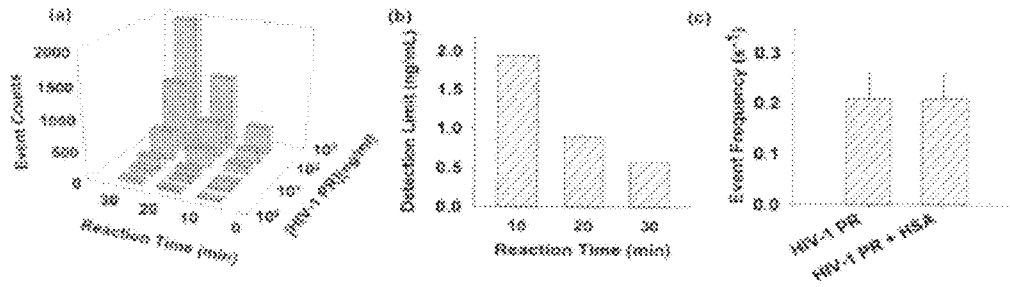 (a)
2000
1500
1000
500
0
Event Counts
30
20
10
0
Reaction Time (min)
[HIV-1 PR](ng/ml)
(b)
2.0
1.5
1.0
0.5
0.0
Detection Limit (ng/mL)
10 20 30
Reaction Time (min)
(c)
0.3
0.2
0.1
0.0
Event Frequency (s⁻¹)
HIV-1 PR
HIV-1 PR + HSA